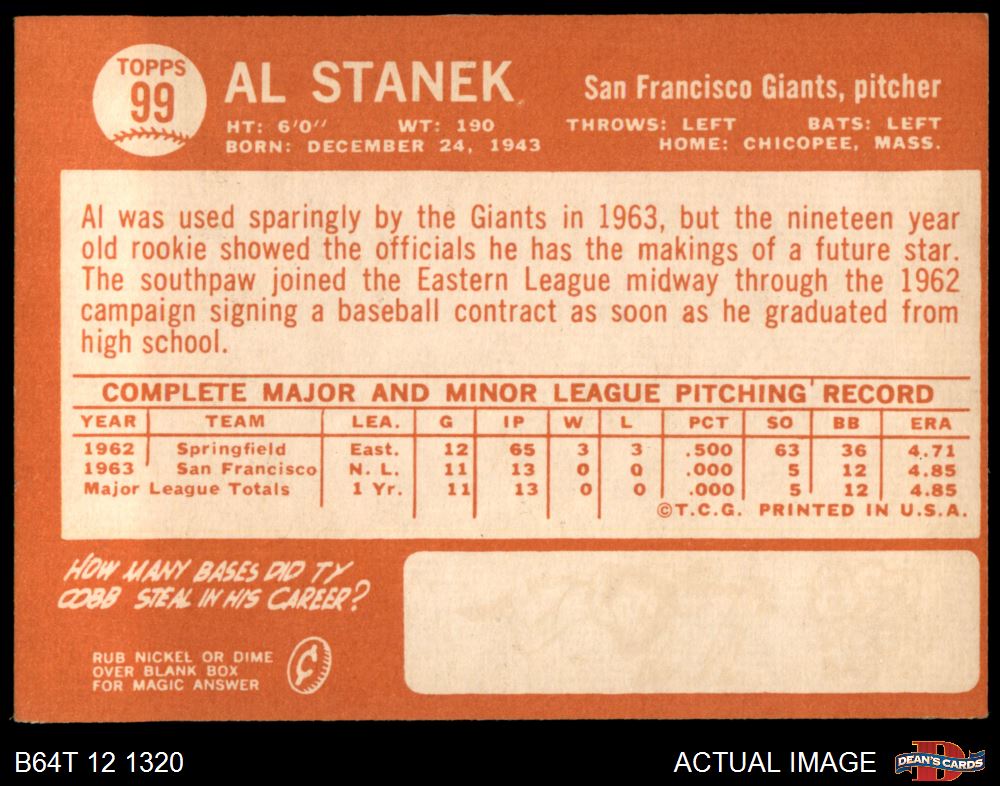 TOPPS
99
AL STANEK
San Francisco Giants, pitcher
HT: 6'0" WT: 190 THROWS: LEFT BATS: LEFT
BORN: DECEMBER 24, 1943 HOME: CHICOPEE, MASS.
Al was used sparingly by the Giants in 1963, but the nineteen year
old rookie showed the officials he has the makings of a future star.
The southpaw joined the Eastern League midway through the 1962
campaign signing a baseball contract as soon as he graduated from
high school.
COMPLETE MAJOR AND MINOR LEAGUE PITCHING RECORD
YEAR TEAM LEA. G IP W L PCT SO BB ERA
1962 Springfield East. 12 65 3 3 .500 63 36 4.71
1963 San Francisco N. L. 11 13 0 0 .000 5 12 4.85
Major League Totals 1 Yr. 11 13 0 0 .000 5 12 4.85
©T.C.G. PRINTED IN U.S.A.
HOW MANY BASES DID TY
COBB STEAL IN HIS CAREER?
RUB NICKEL OR DIME
OVER BLANK BOX
FOR MAGIC ANSWER
¢
B64T 12 1320
ACTUAL IMAGE
D
DEAN'S CARDS